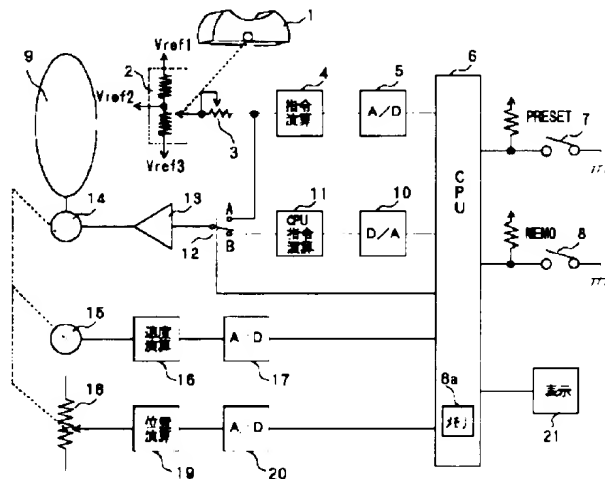 1
Vref1
9
2
Vref2
Vref3
3
4
指令
演算
5
A/D
6
CPU
PRESET
7
14
13
A
B
12
11
CPU
指令
演算
10
D/A
MEMO
8
15
速度
演算
16
A/D
17
18
位置
演算
19
A/D
20
6a
メモリ
表示
21